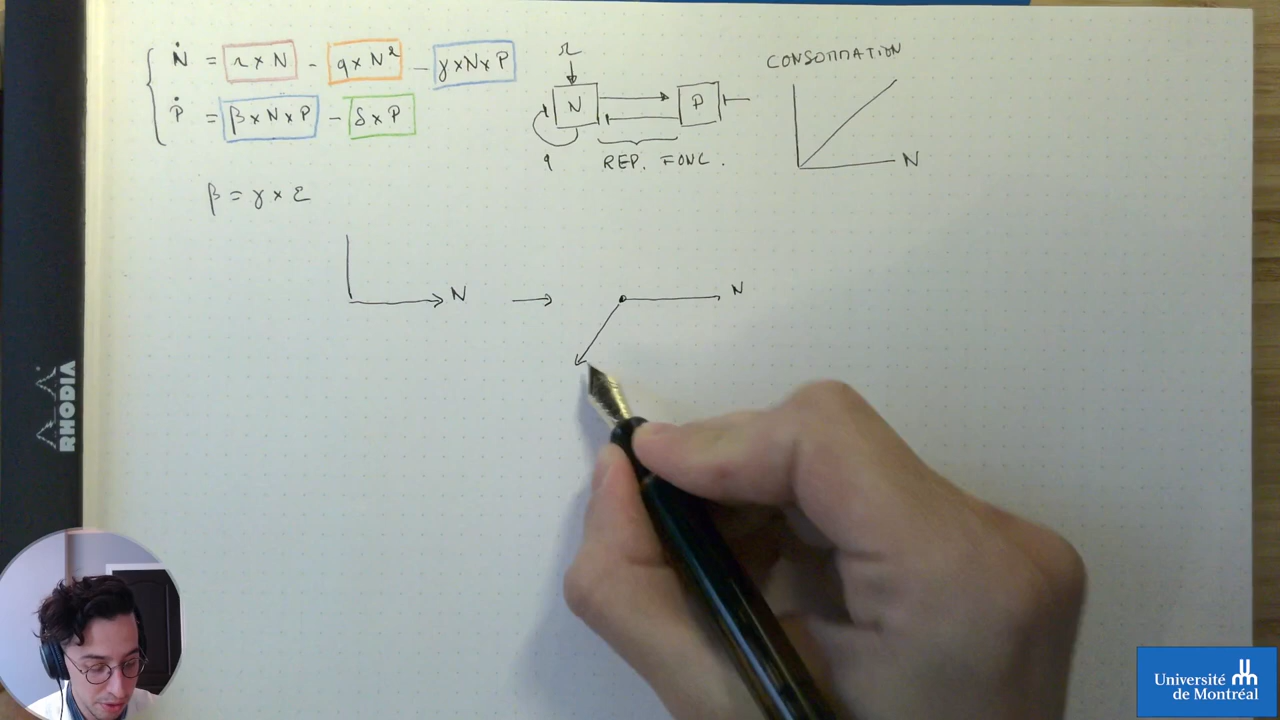 Ṅ = r × N - q × N² - γ × N × P
Ṗ = β × N × P - δ × P
β = γ × ε
r
N
P
q
REP. FONC.
CONSOMMATION
N
N
N
RHODIA
Université
de Montréal